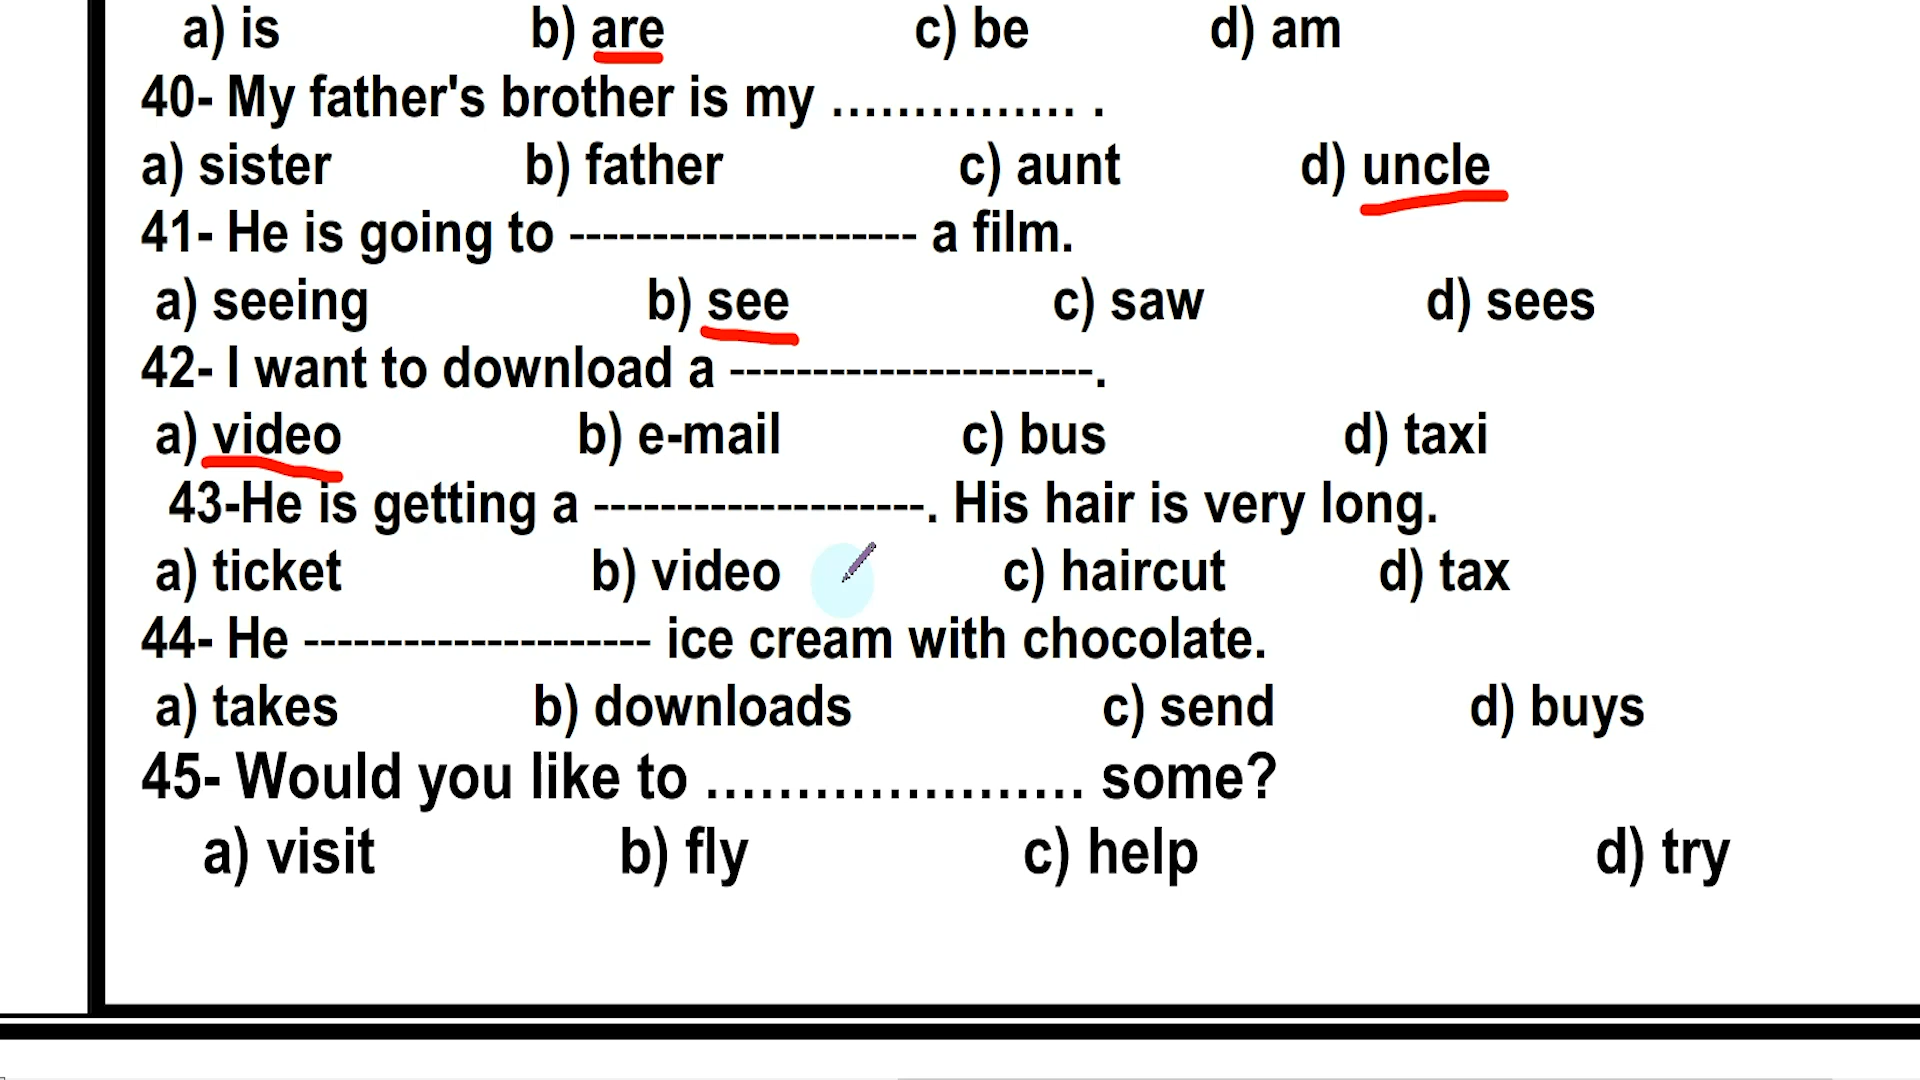 a) is b) are c) be d) am
40- My father's brother is my ............... .
a) sister b) father c) aunt d) uncle
41- He is going to --------------------- a film.
a) seeing b) see c) saw d) sees
42- I want to download a ----------------------.
a) video b) e-mail c) bus d) taxi
43-He is getting a --------------------. His hair is very long.
a) ticket b) video c) haircut d) tax
44- He --------------------- ice cream with chocolate.
a) takes b) downloads c) send d) buys
45- Would you like to ..................... some?
a) visit b) fly c) help d) try